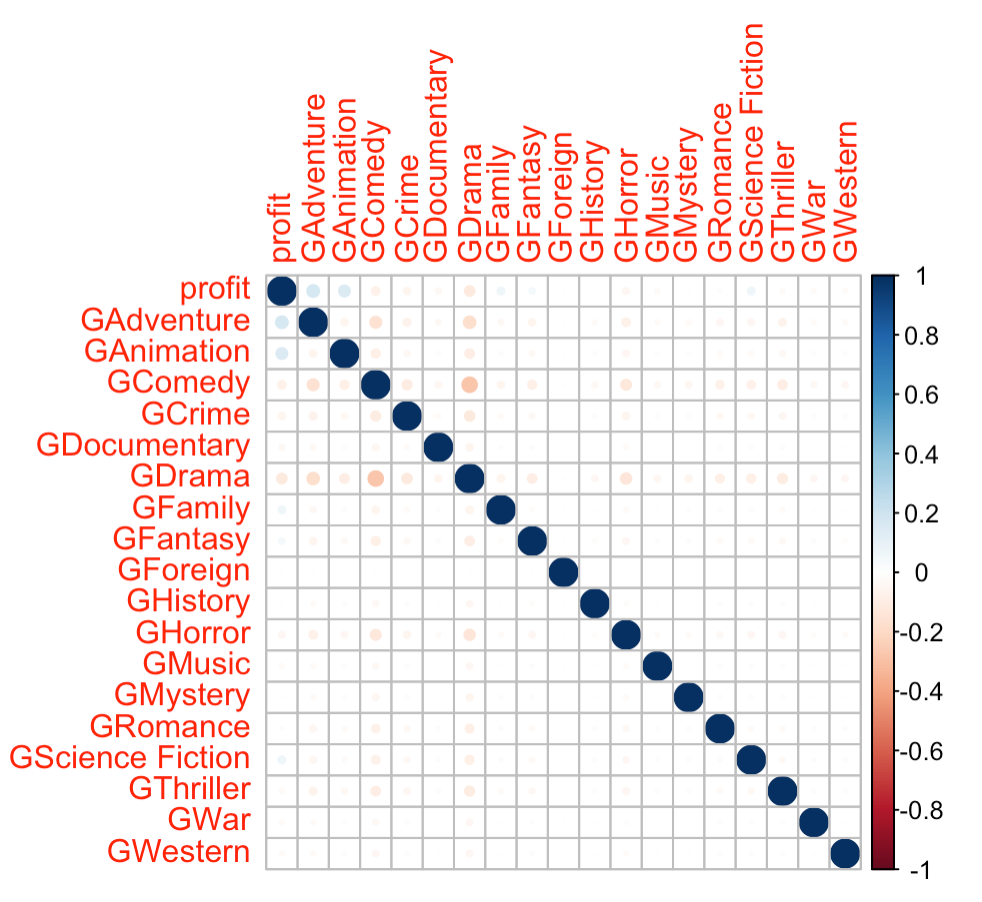 profit
GAdventure
GAnimation
GComedy
GCrime
GDocumentary
GDrama
GFamily
GFantasy
GForeign
GHistory
GHorror
GMusic
GMystery
GRomance
GScience Fiction
GThriller
GWar
GWestern
profit
GAdventure
GAnimation
GComedy
GCrime
GDocumentary
GDrama
GFamily
GFantasy
GForeign
GHistory
GHorror
GMusic
GMystery
GRomance
GScience Fiction
GThriller
GWar
GWestern
1
0.8
0.6
0.4
0.2
0
-0.2
-0.4
-0.6
-0.8
-1